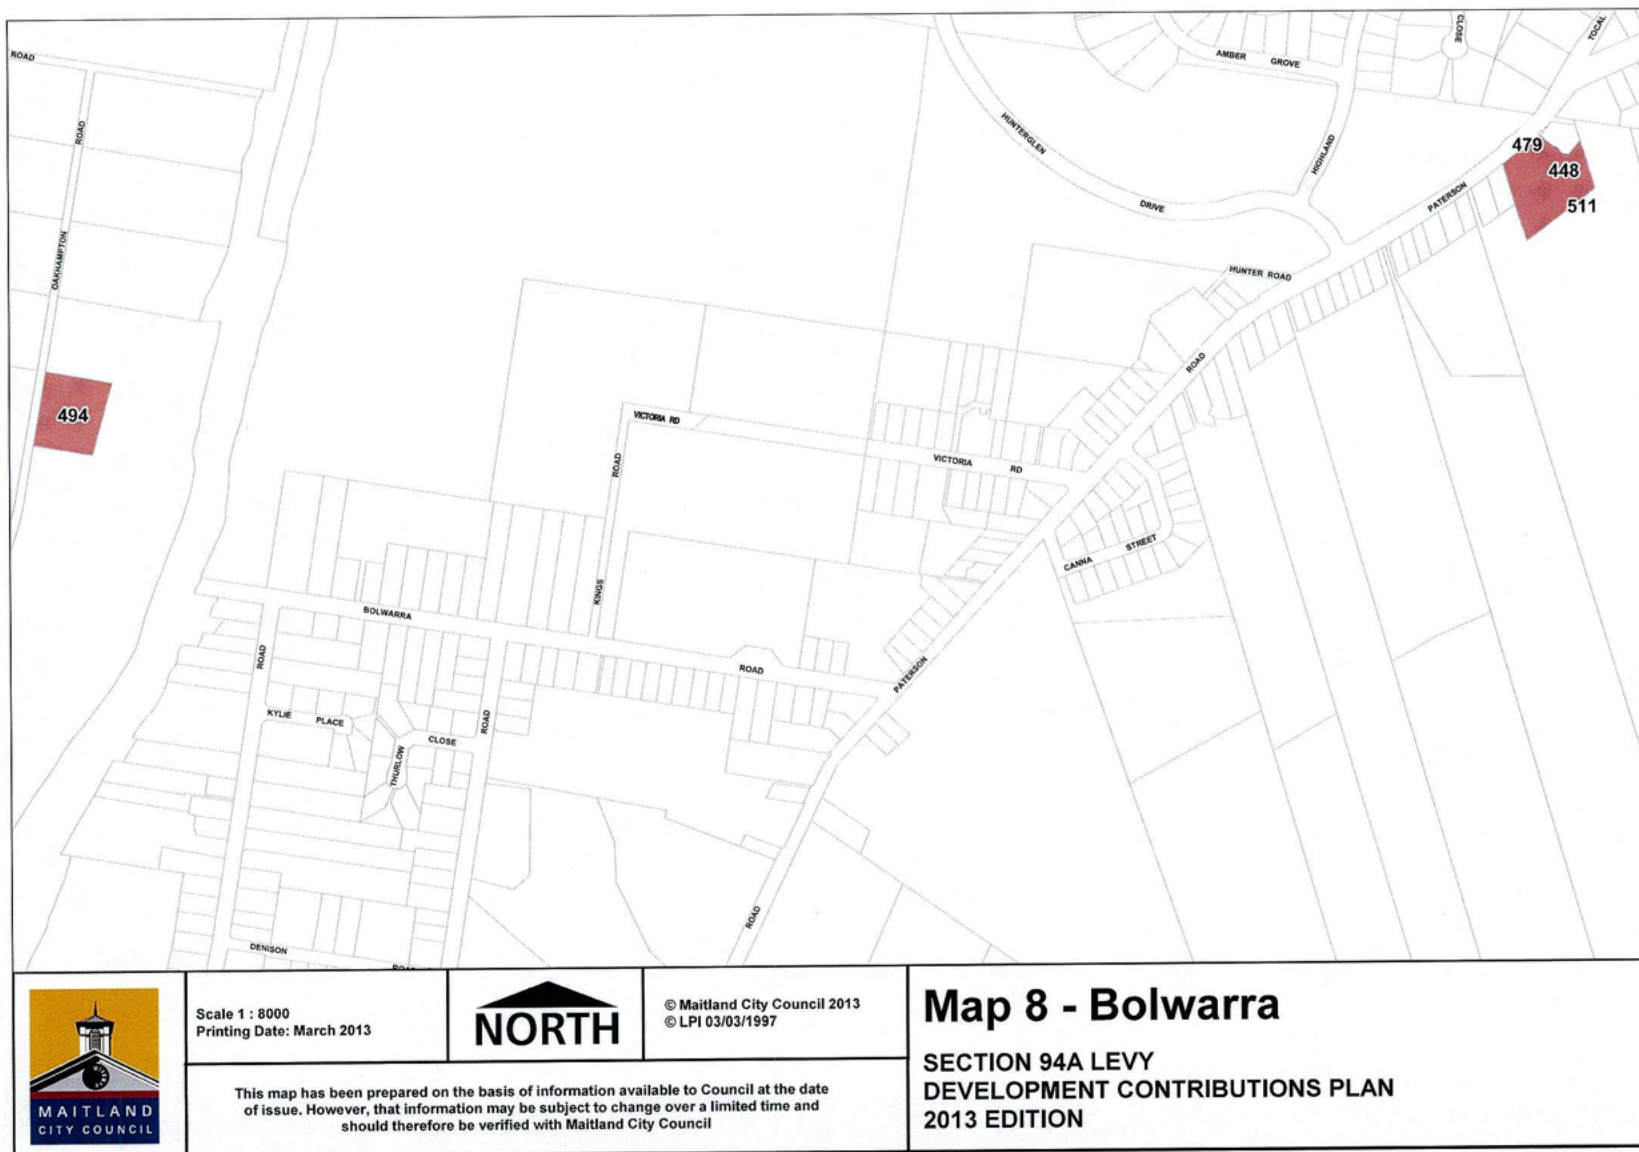 ROAD
ROAD
OAKHAMPTON
494
AMBER GROVE
CLOSE
TOCAL
HUNTERGLEN
DRIVE
HIGHLAND
479
448
511
PATERSON
HUNTER ROAD
ROAD
VICTORIA RD
VICTORIA RD
ROAD
KINGS
CANNA STREET
BOLWARRA
ROAD
PATERSON
ROAD
KYLIE PLACE
CLOSE
ROAD
THURLOW
ROAD
DENISON
ROAD
MAITLAND
CITY COUNCIL
Scale 1 : 8000
Printing Date: March 2013
NORTH
© Maitland City Council 2013
© LPI 03/03/1997
This map has been prepared on the basis of information available to Council at the date
of issue. However, that information may be subject to change over a limited time and
should therefore be verified with Maitland City Council
Map 8 - Bolwarra
SECTION 94A LEVY
DEVELOPMENT CONTRIBUTIONS PLAN
2013 EDITION